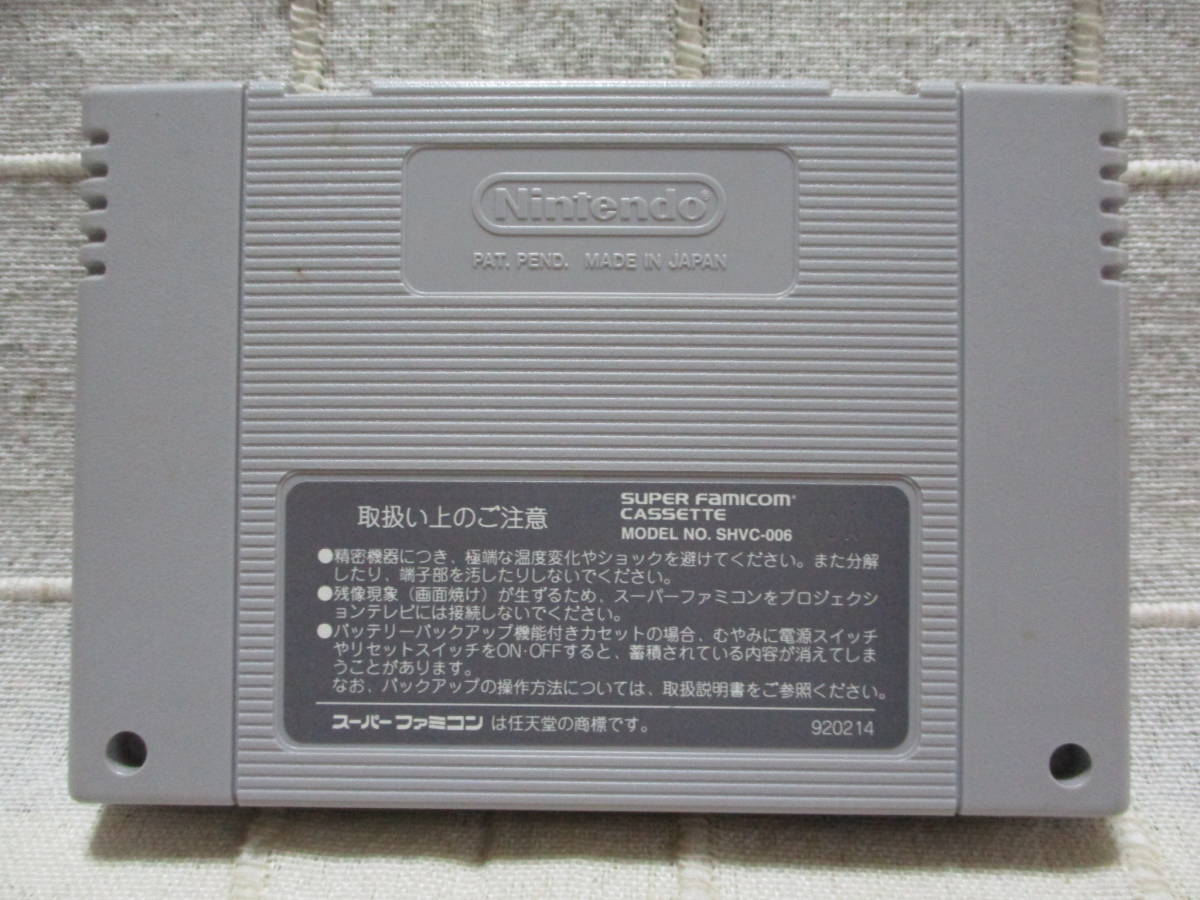 Nintendo®
PAT. PEND. MADE IN JAPAN
取扱い上のご注意
SUPER Famicom®
CASSETTE
MODEL NO. SHVC-006
●精密機器につき、極端な温度変化やショックを避けてください。また分解
したり、端子部を汚したりしないでください。
●残像現象（画面焼け）が生ずるため、スーパーファミコンをプロジェクシ
ョンテレビには接続しないでください。
●バッテリーバックアップ機能付きカセットの場合、むやみに電源スイッチ
やリセットスイッチをON・OFFすると、蓄積されている内容が消えてしま
うことがあります。
なお、バックアップの操作方法については、取扱説明書をご参照ください。
スーパーファミコン は任天堂の商標です。
920214